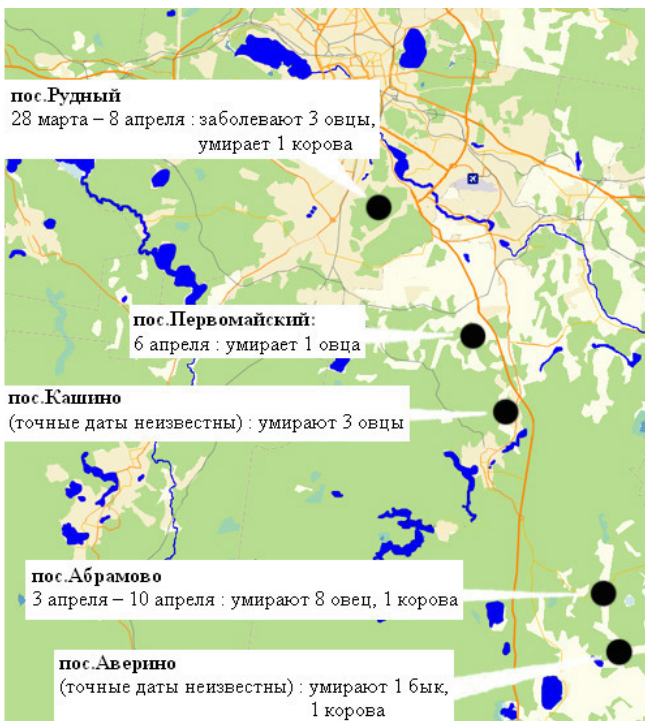 пос.Рудный
28 марта – 8 апреля : заболевают 3 овцы,
умирает 1 корова
пос.Первомайский:
6 апреля : умирает 1 овца
пос.Кашино
(точные даты неизвестны) : умирают 3 овцы
пос.Абрамово
3 апреля – 10 апреля : умирают 8 овец, 1 корова
пос.Аверино
(точные даты неизвестны) : умирают 1 бык,
1 корова